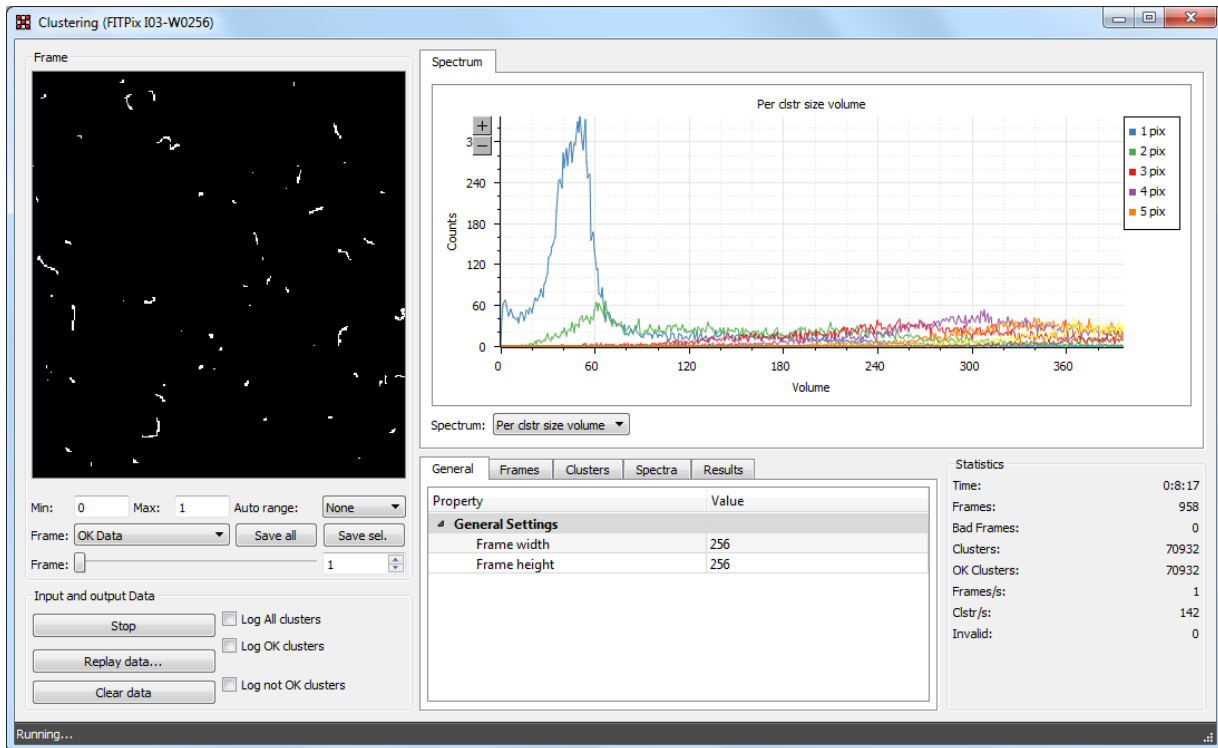 Clustering (FITPix I03-W0256)
Frame
Spectrum
Per clstr size volume
+
−
240
180
120
60
0
Counts
0 60 120 180 240 300 360
Volume
1 pix
2 pix
3 pix
4 pix
5 pix
Spectrum: Per clstr size volume
Min: 0 Max: 1 Auto range: None
Frame: OK Data Save all Save sel.
Frame: 1
Input and output Data
Stop
Replay data...
Clear data
Log All clusters
Log OK clusters
Log not OK clusters
General Frames Clusters Spectra Results
Property Value
General Settings
Frame width 256
Frame height 256
Statistics
Time: 0:8:17
Frames: 958
Bad Frames: 0
Clusters: 70932
OK Clusters: 70932
Frames/s: 1
Clstr/s: 142
Invalid: 0
Running...